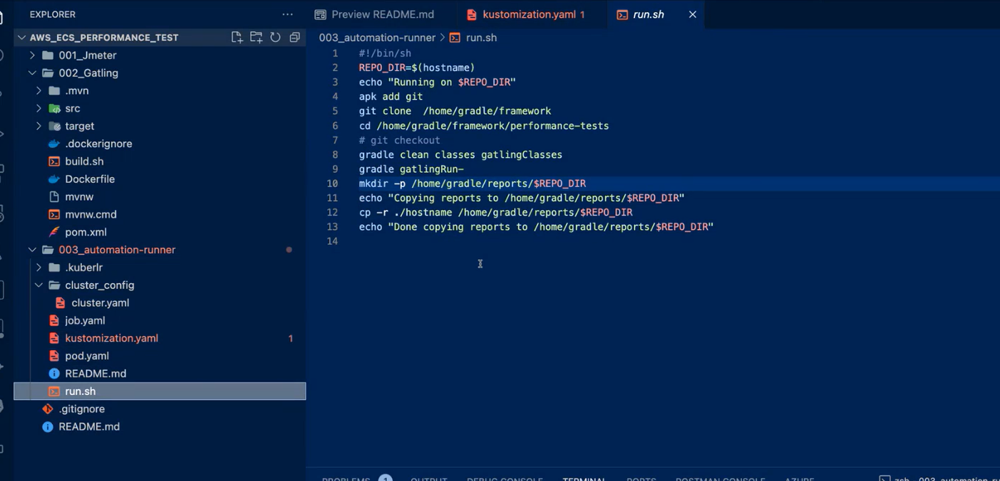 EXPLORER
AWS_ECS_PERFORMANCE_TEST
001_Jmeter
002_Gatling
.mvn
src
target
.dockerignore
build.sh
Dockerfile
mvnw
mvnw.cmd
pom.xml
003_automation-runner
.kuberlr
cluster_config
cluster.yaml
job.yaml
kustomization.yaml 1
pod.yaml
README.md
run.sh
.gitignore
README.md
Preview README.md
kustomization.yaml 1
run.sh
003_automation-runner > run.sh
1 #!/bin/sh
2 REPO_DIR=$(hostname)
3 echo "Running on $REPO_DIR"
4 apk add git
5 git clone  /home/gradle/framework
6 cd /home/gradle/framework/performance-tests
7 # git checkout
8 gradle clean classes gatlingClasses
9 gradle gatlingRun-
10 mkdir -p /home/gradle/reports/$REPO_DIR
11 echo "Copying reports to /home/gradle/reports/$REPO_DIR"
12 cp -r ./hostname /home/gradle/reports/$REPO_DIR
13 echo "Done copying reports to /home/gradle/reports/$REPO_DIR"
14
PROBLEMS 1 OUTPUT DEBUG CONSOLE TERMINAL PORTS POSTMAN CONSOLE AZURE